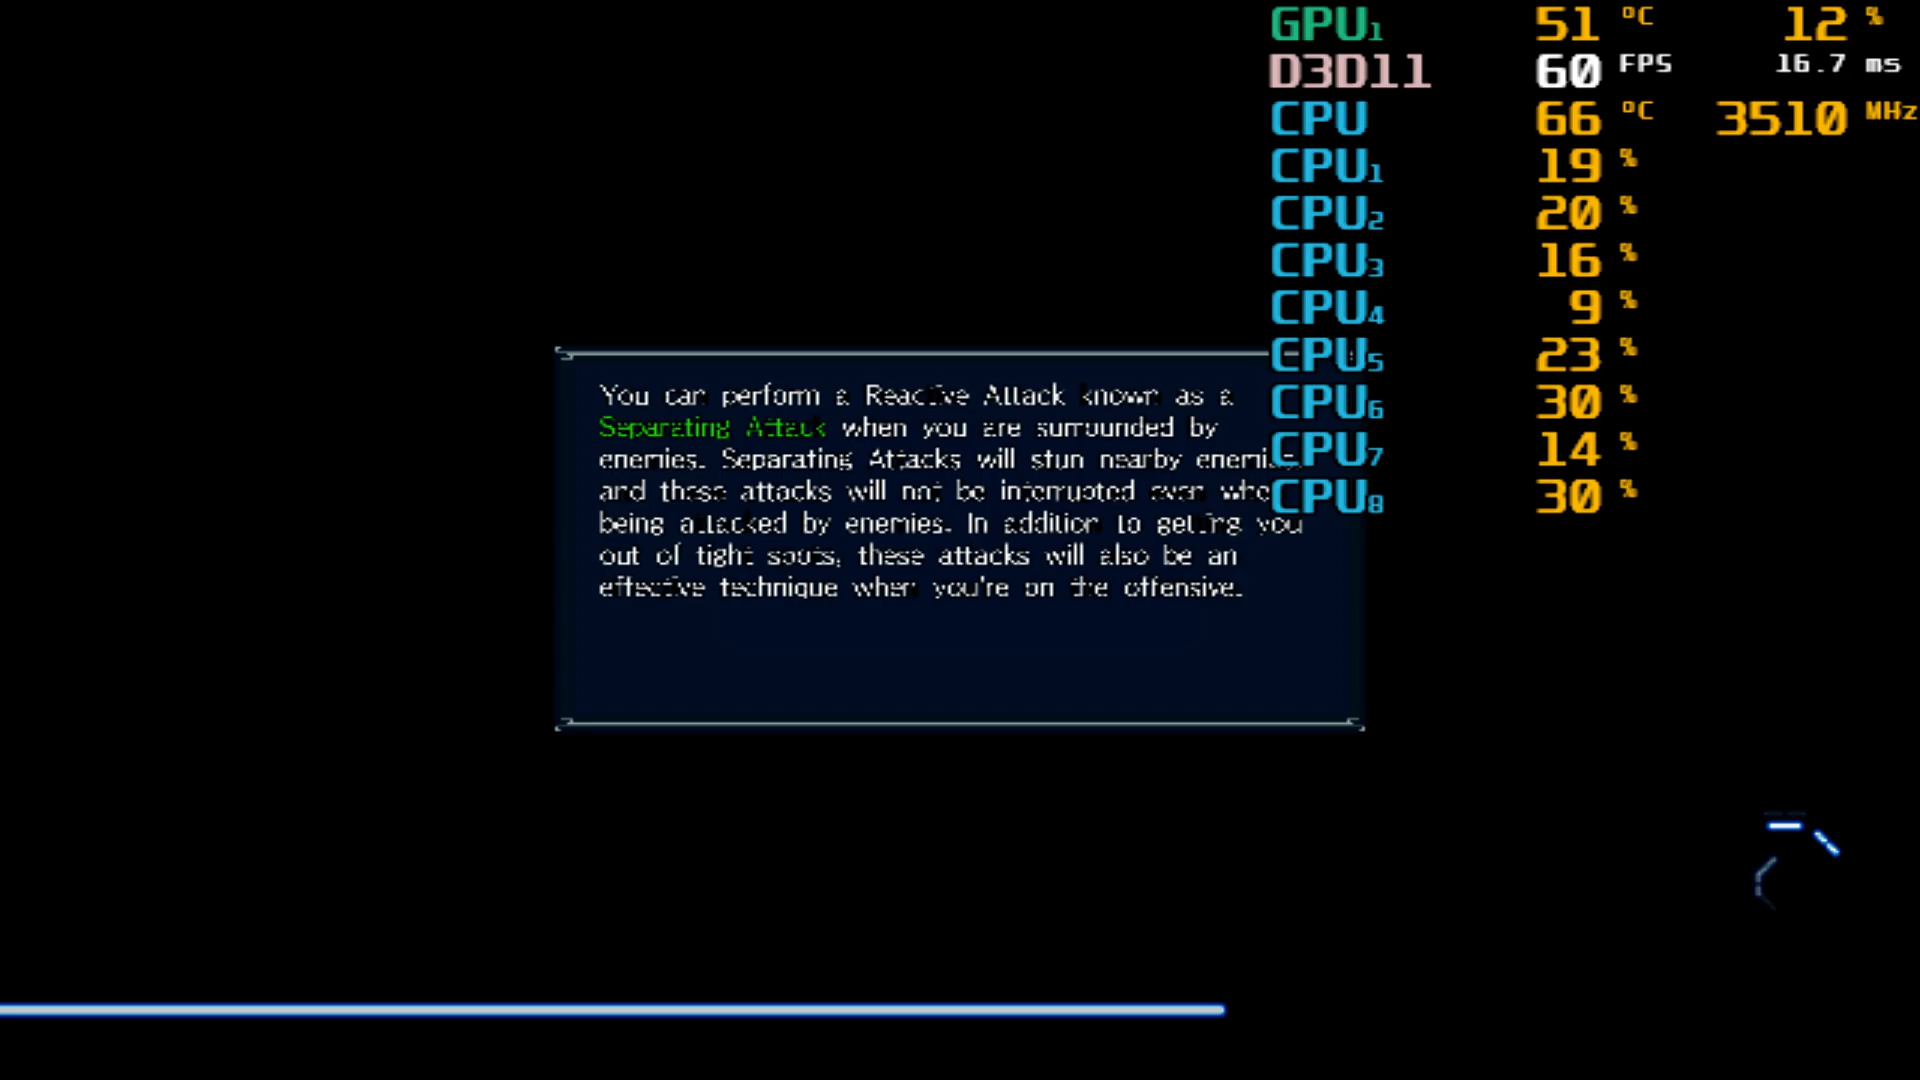 GPU1 51 °C 12 %
D3D11 60 FPS 16.7 ms
CPU 66 °C 3510 MHz
CPU1 19 %
CPU2 20 %
CPU3 16 %
CPU4 9 %
CPU5 23 %
CPU6 30 %
CPU7 14 %
CPU8 30 %
You can perform a Reactive Attack known as a
Separating Attack when you are surrounded by
enemies. Separating Attacks will stun nearby
and these attacks will not be interrupted even
being attacked by enemies. In addition to getting you
out of tight spots, these attacks will also be an
effective technique when you're on the offensive.